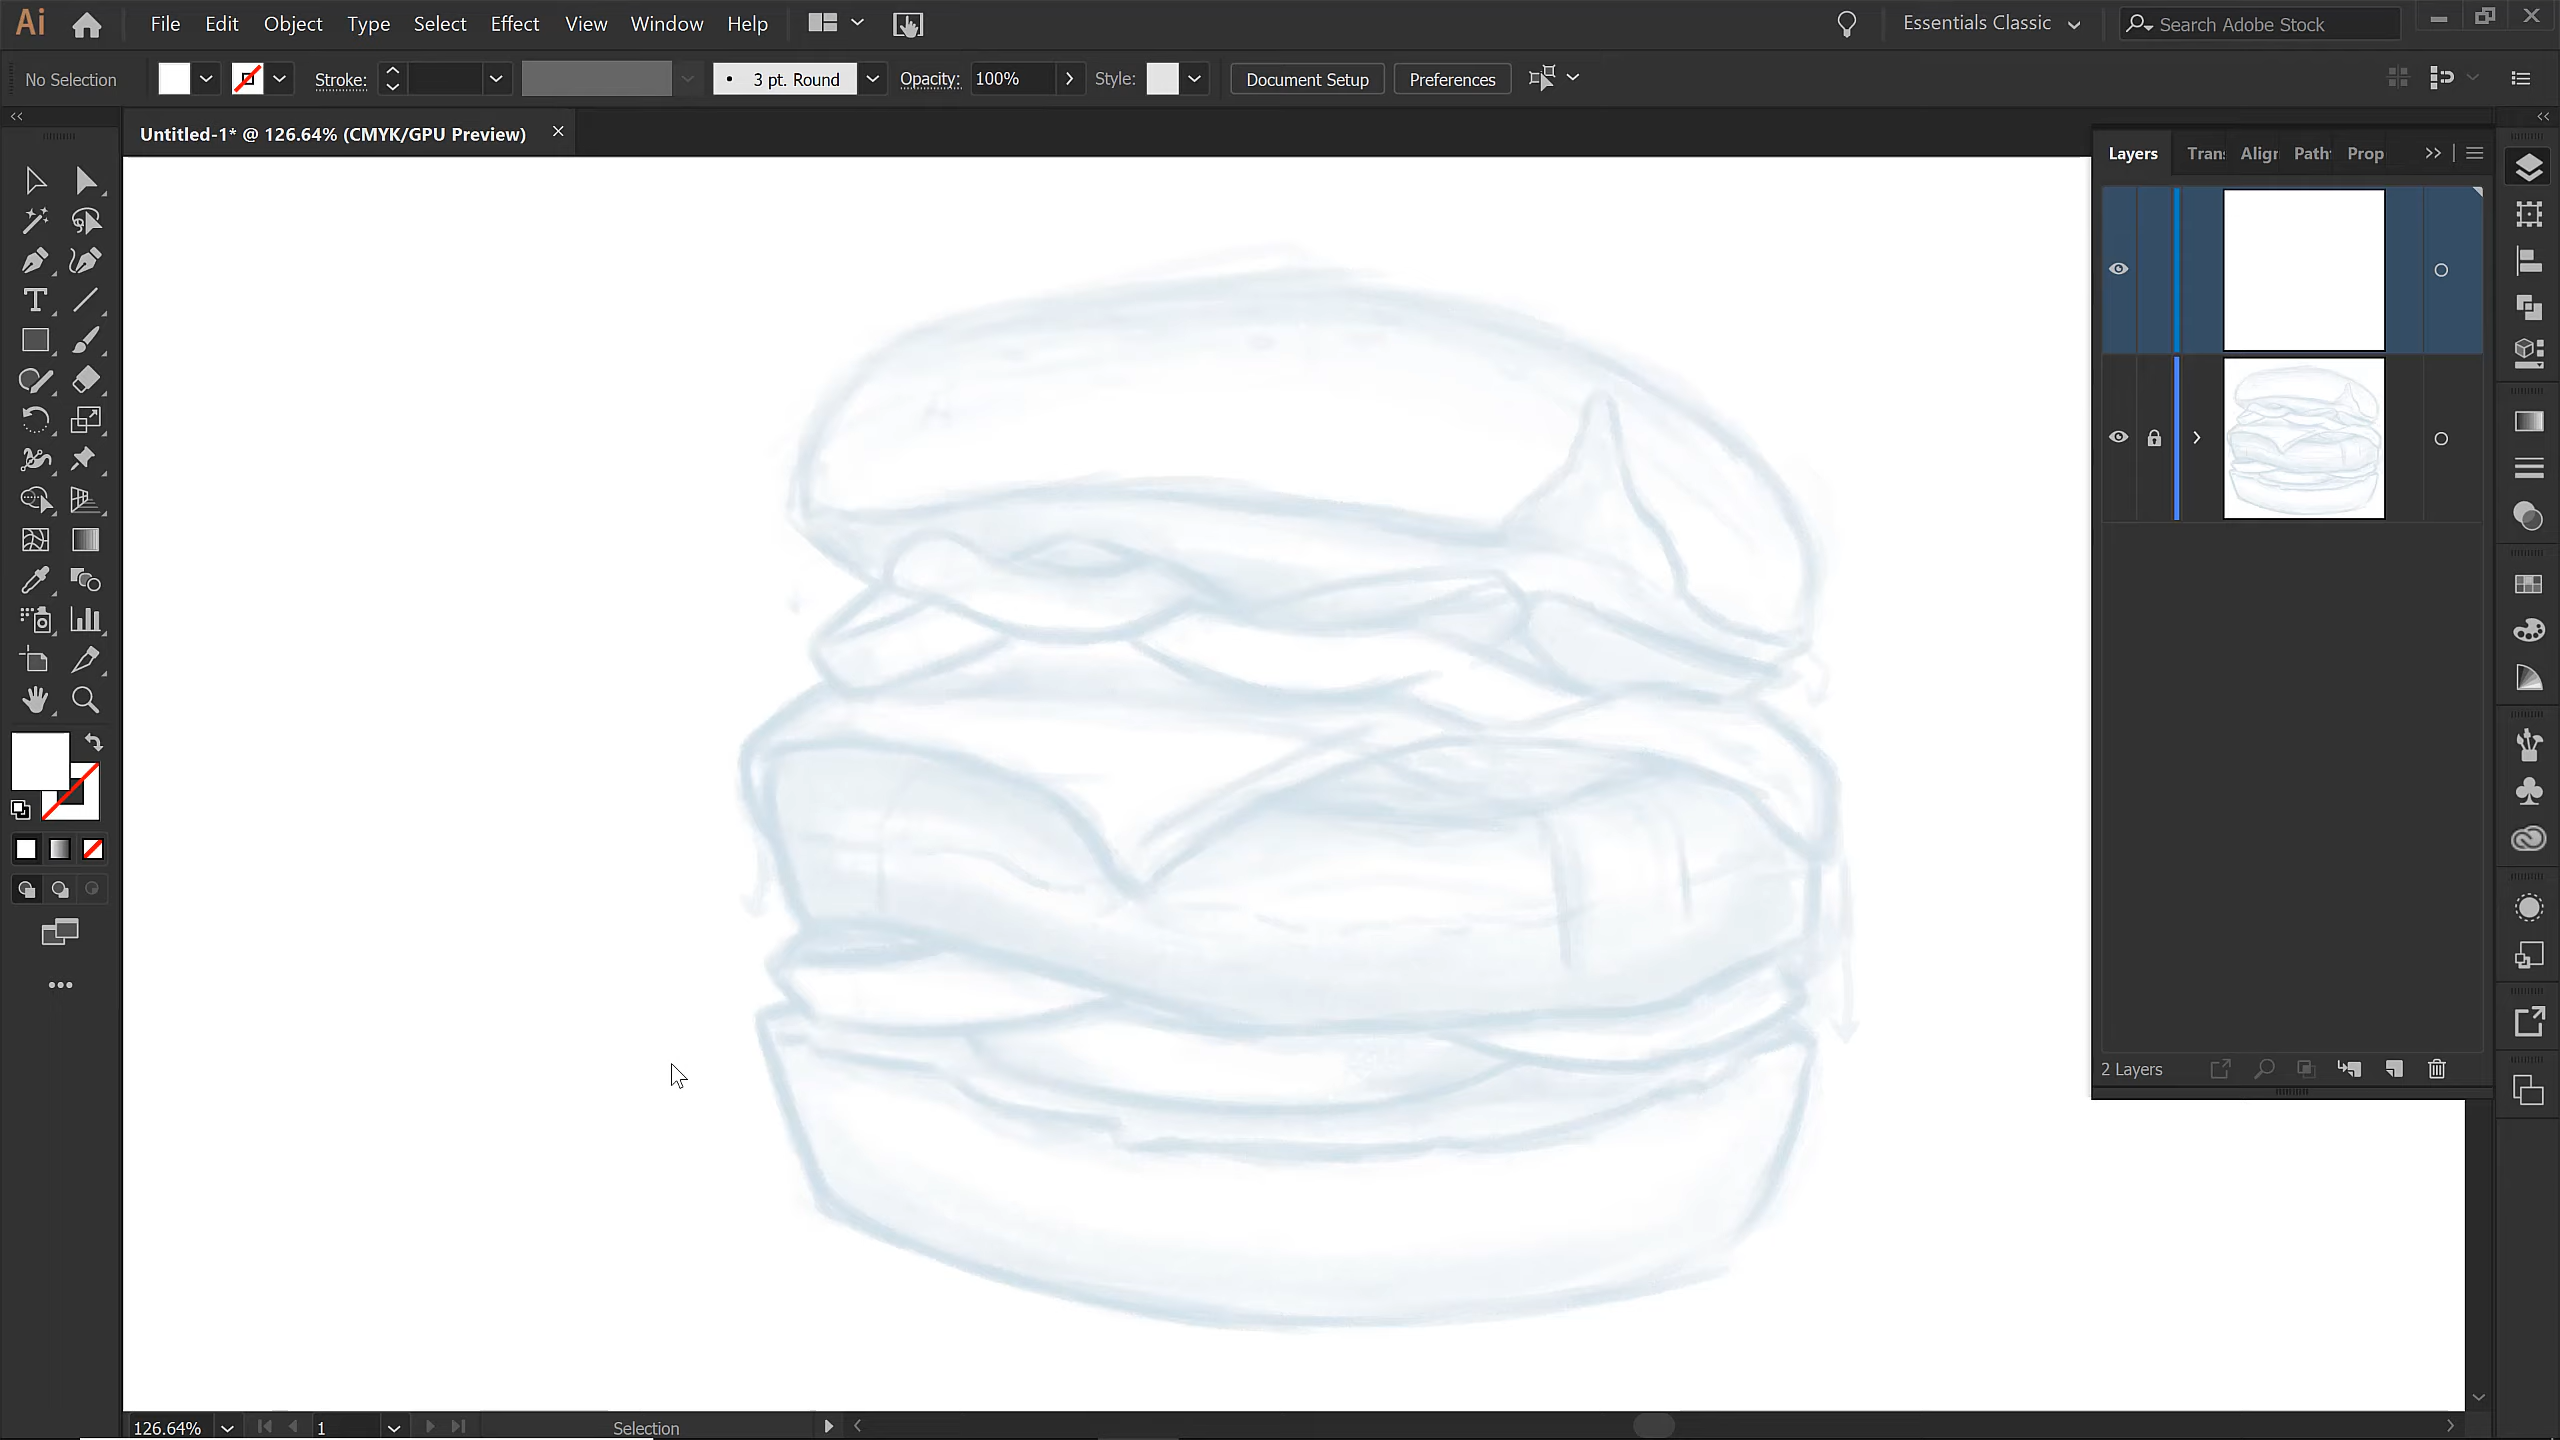 Ai File Edit Object Type Select Effect View Window Help Essentials Classic Search Adobe Stock
No Selection Stroke: 3 pt. Round Opacity: 100% Style: Document Setup Preferences
Untitled-1* @ 126.64% (CMYK/GPU Preview)
Layers Trans Align Path Prop
2 Layers
126.64% 1 Selection